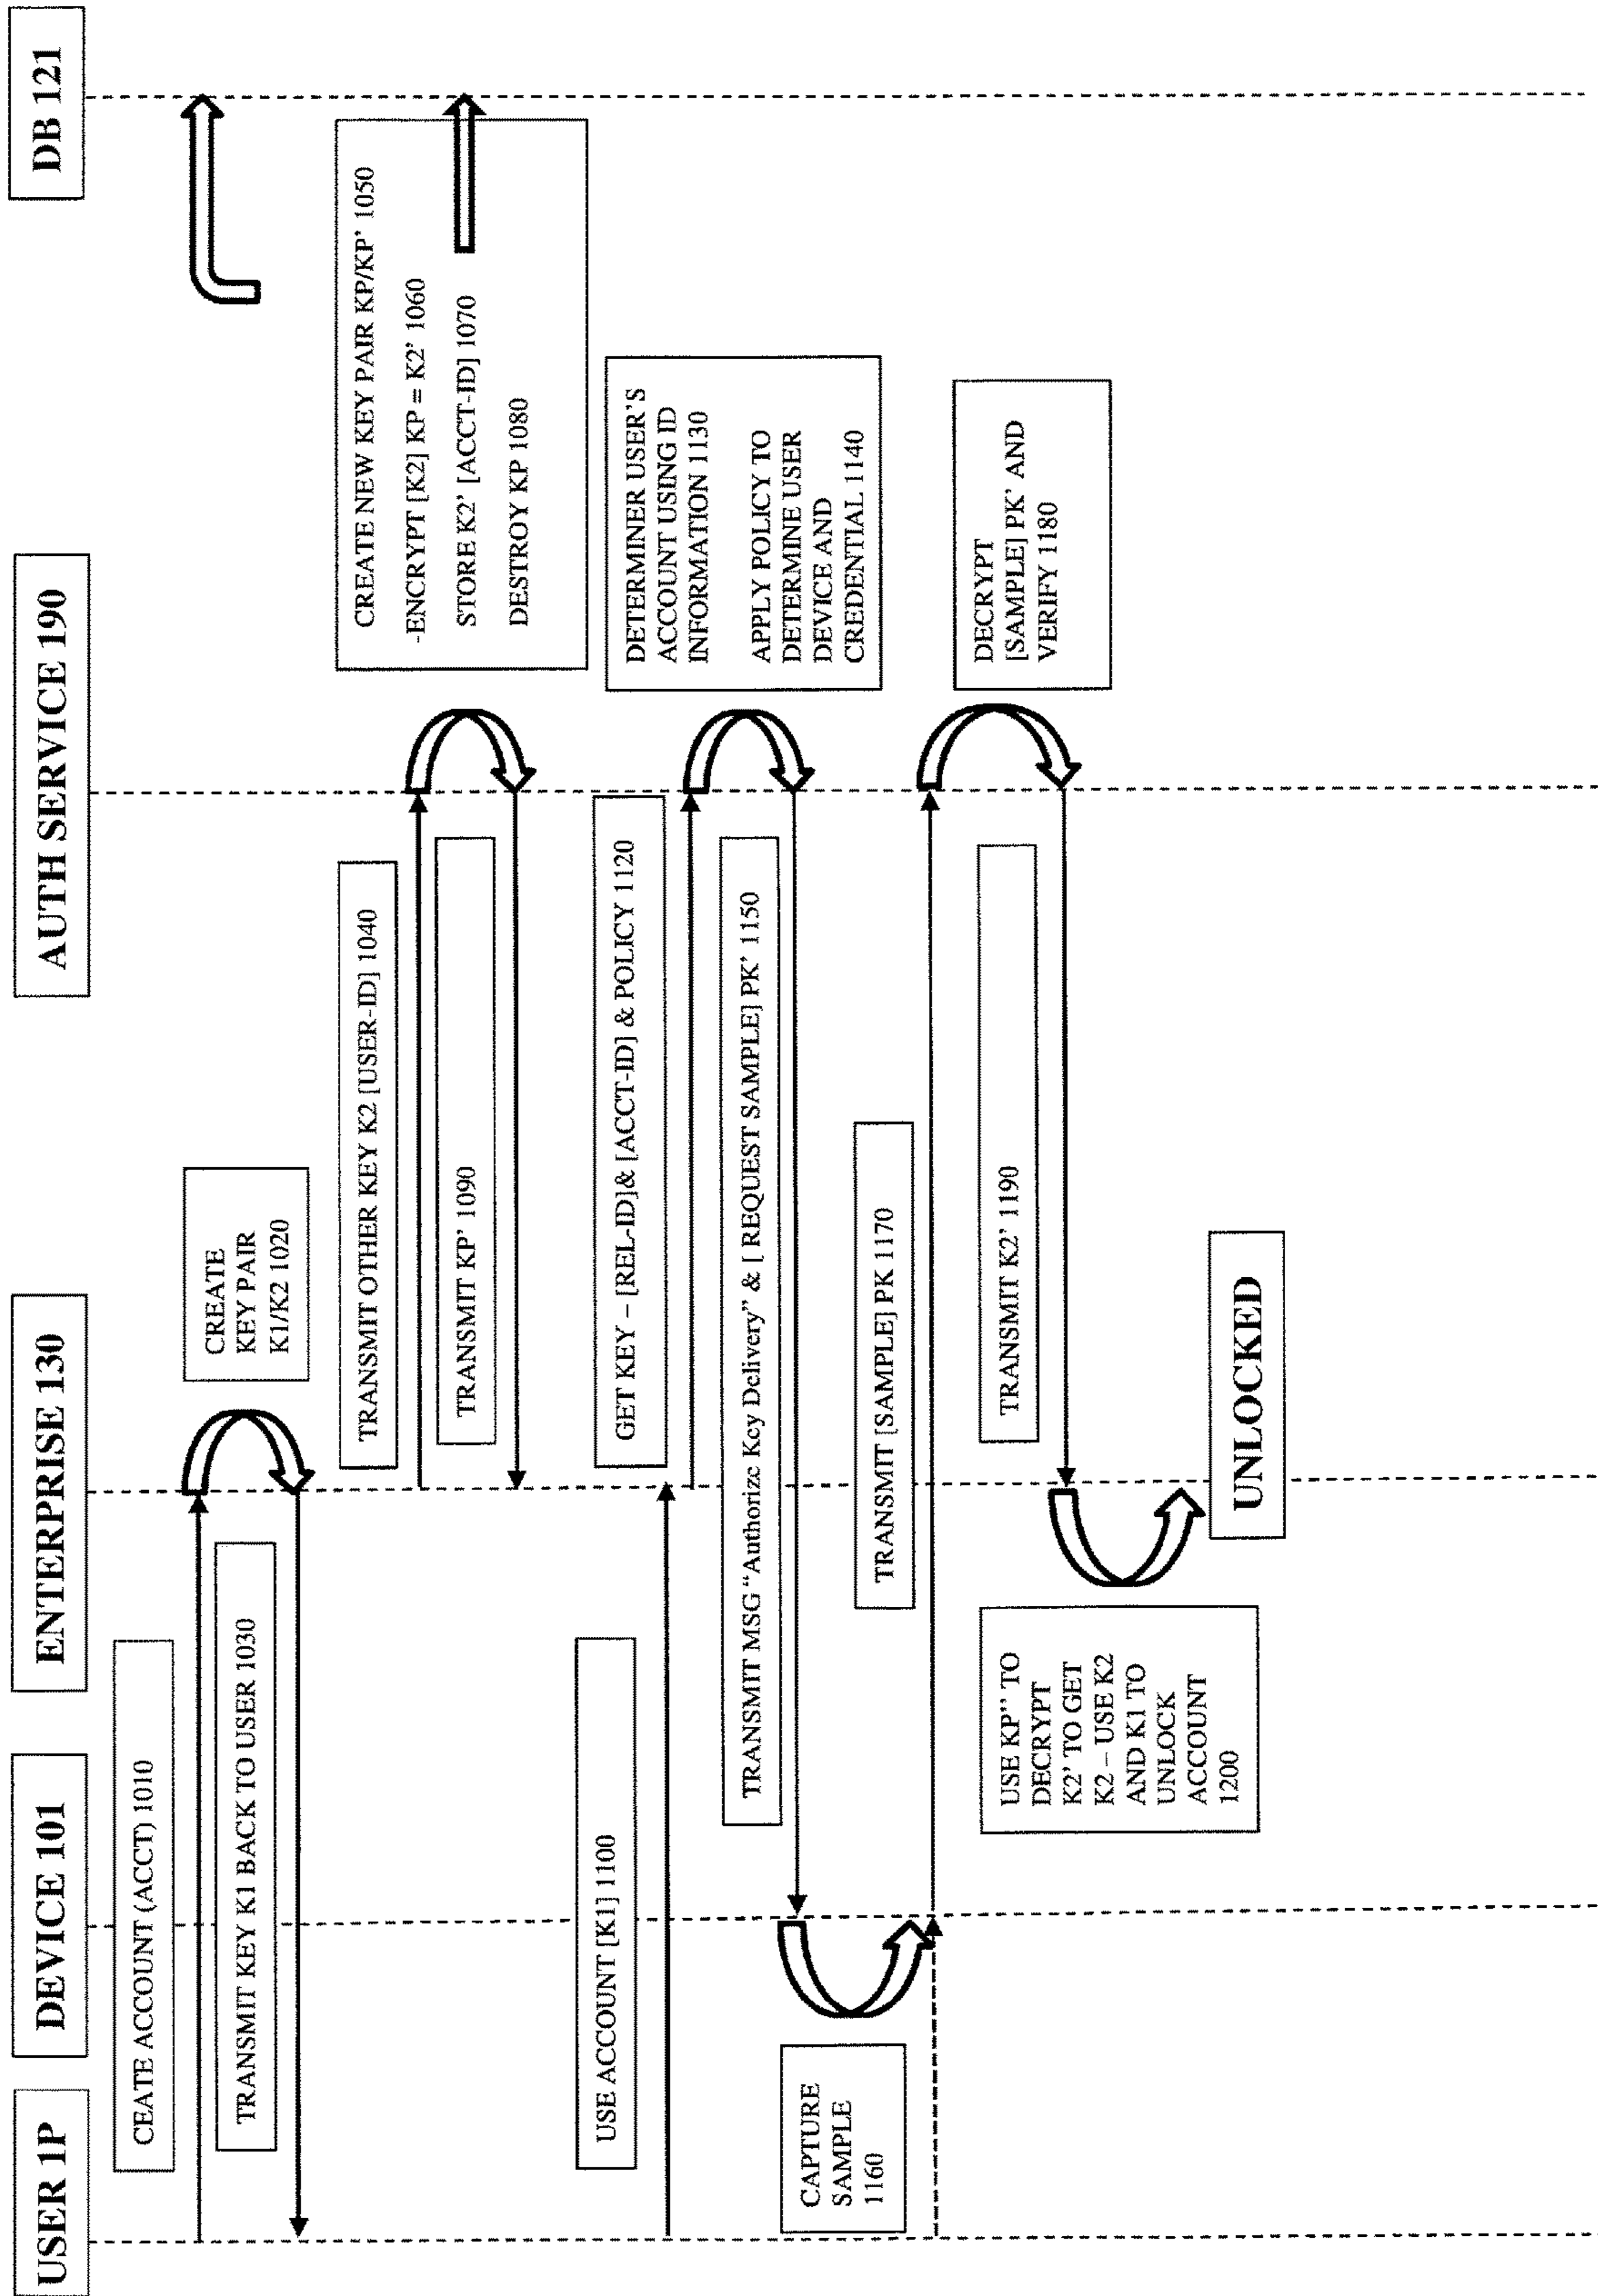 USER 1P
DEVICE 101
ENTERPRISE 130
AUTH SERVICE 190
DB 121
CEATE ACCOUNT (ACCT) 1010
CREATE
KEY PAIR
K1/K2 1020
TRANSMIT KEY K1 BACK TO USER 1030
TRANSMIT OTHER KEY K2 [USER-ID] 1040
CREATE NEW KEY PAIR KP/KP' 1050
-ENCRYPT [K2] KP = K2' 1060
STORE K2' [ACCT-ID] 1070
DESTROY KP 1080
TRANSMIT KP' 1090
USE ACCOUNT [K1] 1100
GET KEY – [REL-ID]& [ACCT-ID] & POLICY 1120
DETERMINER USER'S
ACCOUNT USING ID
INFORMATION 1130
APPLY POLICY TO
DETERMINE USER
DEVICE AND
CREDENTIAL 1140
TRANSMIT MSG "Authorize Key Delivery" & [ REQUEST SAMPLE] PK' 1150
CAPTURE
SAMPLE
1160
TRANSMIT [SAMPLE] PK 1170
DECRYPT
[SAMPLE] PK' AND
VERIFY 1180
TRANSMIT K2' 1190
USE KP" TO
DECRYPT
K2' TO GET
K2 – USE K2
AND K1 TO
UNLOCK
ACCOUNT
1200
UNLOCKED